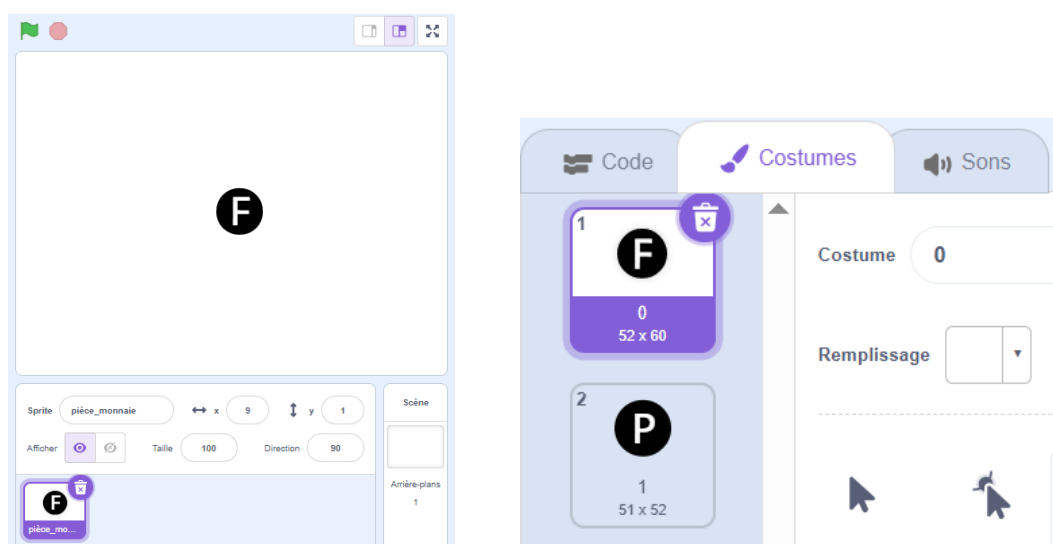 F
Sprite pièce_monnaie x 9 y 1
Afficher Taille 100 Direction 90
F
pièce_mo...
Scène
Arrière-plans
1
Code Costumes Sons
1
F
0
52 x 60
2
P
1
51 x 52
Costume 0
Remplissage